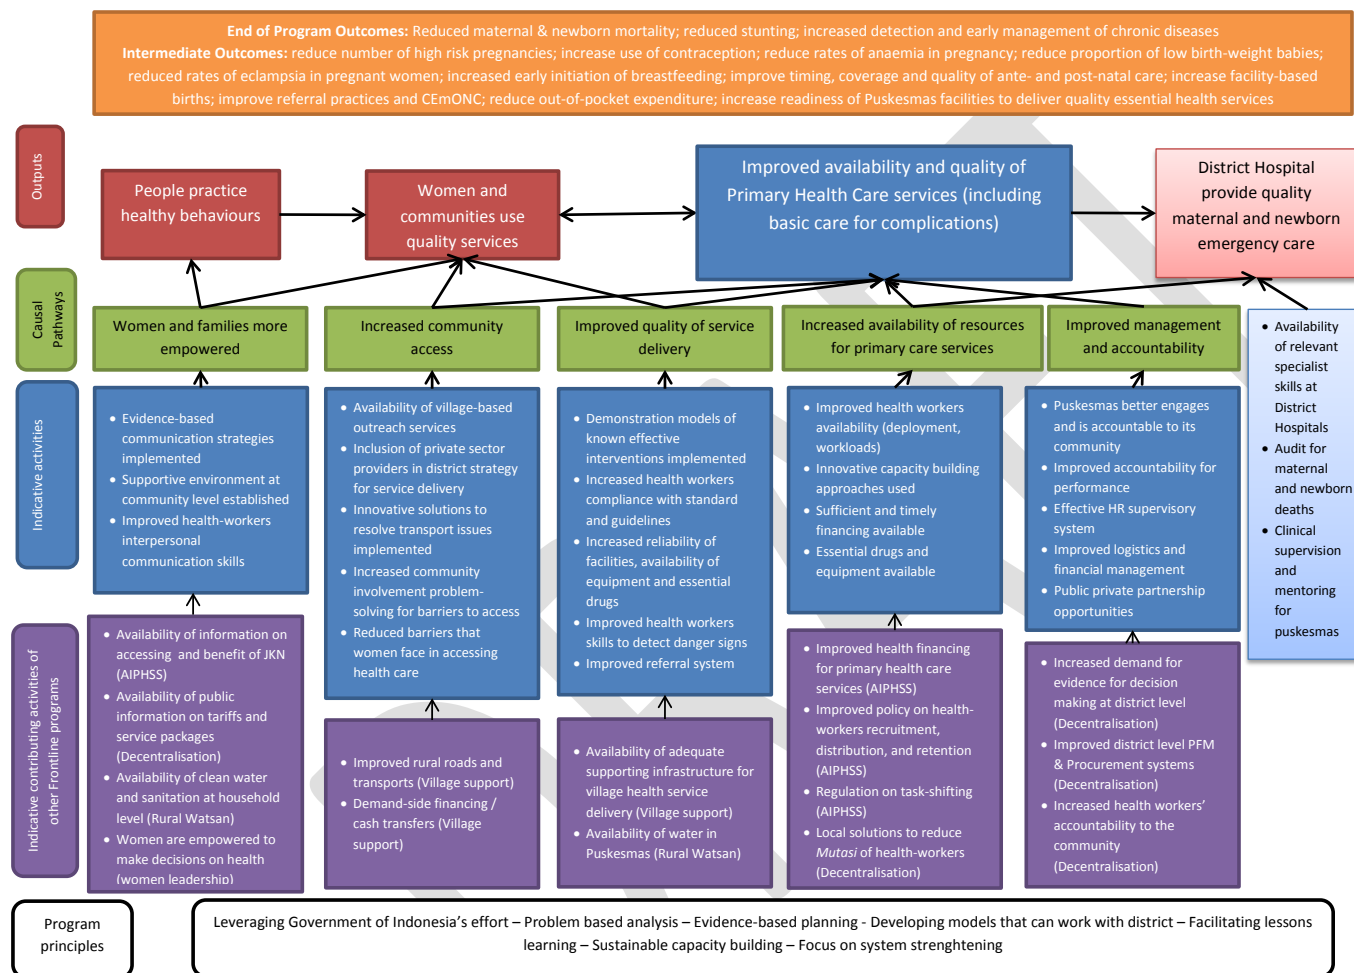 End of Program Outcomes: Reduced maternal & newborn mortality; reduced stunting; increased detection and early management of chronic diseases
Intermediate Outcomes: reduce number of high risk pregnancies; increase use of contraception; reduce rates of anaemia in pregnancy; reduce proportion of low birth-weight babies;
reduced rates of eclampsia in pregnant women; increased early initiation of breastfeeding; improve timing, coverage and quality of ante- and post-natal care; increase facility-based
births; improve referral practices and CEmONC; reduce out-of-pocket expenditure; increase readiness of Puskesmas facilities to deliver quality essential health services
Outputs
People practice
healthy behaviours
Women and
communities use
quality services
Improved availability and quality of
Primary Health Care services (including
basic care for complications)
District Hospital
provide quality
maternal and newborn
emergency care
Causal
Pathways
Women and families more
empowered
Increased community
access
Improved quality of service
delivery
Increased availability of resources
for primary care services
Improved management
and accountability
• Availability
of relevant
specialist
skills at
District
Hospitals
• Audit for
maternal
and newborn
deaths
• Clinical
supervision
and
mentoring
for
puskesmas
Indicative activities
• Evidence-based
communication strategies
implemented
• Supportive environment at
community level established
• Improved health-workers
interpersonal
communication skills
• Availability of village-based
outreach services
• Inclusion of private sector
providers in district strategy
for service delivery
• Innovative solutions to
resolve transport issues
implemented
• Increased community
involvement problem-
solving for barriers to access
• Reduced barriers that
women face in accessing
health care
• Demonstration models of
known effective
interventions implemented
• Increased health workers
compliance with standard
and guidelines
• Increased reliability of
facilities, availability of
equipment and essential
drugs
• Improved health workers
skills to detect danger signs
• Improved referral system
• Improved health workers
availability (deployment,
workloads)
• Innovative capacity building
approaches used
• Sufficient and timely
financing available
• Essential drugs and
equipment available
• Puskesmas better engages
and is accountable to its
community
• Improved accountability for
performance
• Effective HR supervisory
system
• Improved logistics and
financial management
• Public private partnership
opportunities
Indicative contributing activities of
other Frontline programs
• Availability of information on
accessing and benefit of JKN
(AIPHSS)
• Availability of public
information on tariffs and
service packages
(Decentralisation)
• Availability of clean water
and sanitation at household
level (Rural Watsan)
• Women are empowered to
make decisions on health
(women leadership)
• Improved rural roads and
transports (Village support)
• Demand-side financing /
cash transfers (Village
support)
• Availability of adequate
supporting infrastructure for
village health service
delivery (Village support)
• Availability of water in
Puskesmas (Rural Watsan)
• Improved health financing
for primary health care
services (AIPHSS)
• Improved policy on health-
workers recruitment,
distribution, and retention
(AIPHSS)
• Regulation on task-shifting
(AIPHSS)
• Local solutions to reduce
Mutasi of health-workers
(Decentralisation)
• Increased demand for
evidence for decision
making at district level
(Decentralisation)
• Improved district level PFM
& Procurement systems
(Decentralisation)
• Increased health workers’
accountability to the
community
(Decentralisation)
Program
principles
Leveraging Government of Indonesia’s effort – Problem based analysis – Evidence-based planning - Developing models that can work with district – Facilitating lessons
learning – Sustainable capacity building – Focus on system strenghtening